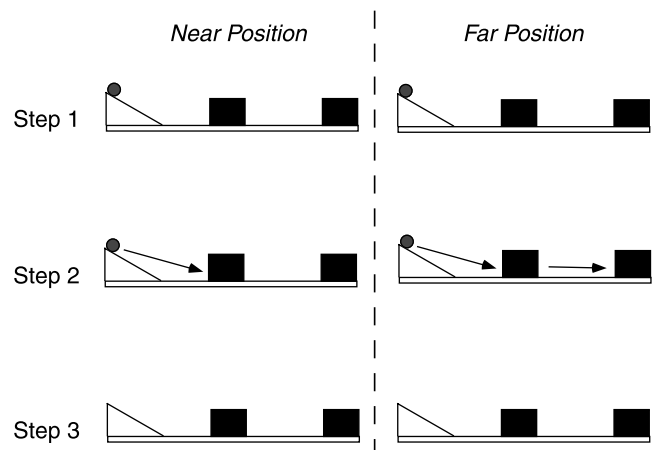 Near Position
Far Position
Step 1
Step 2
Step 3